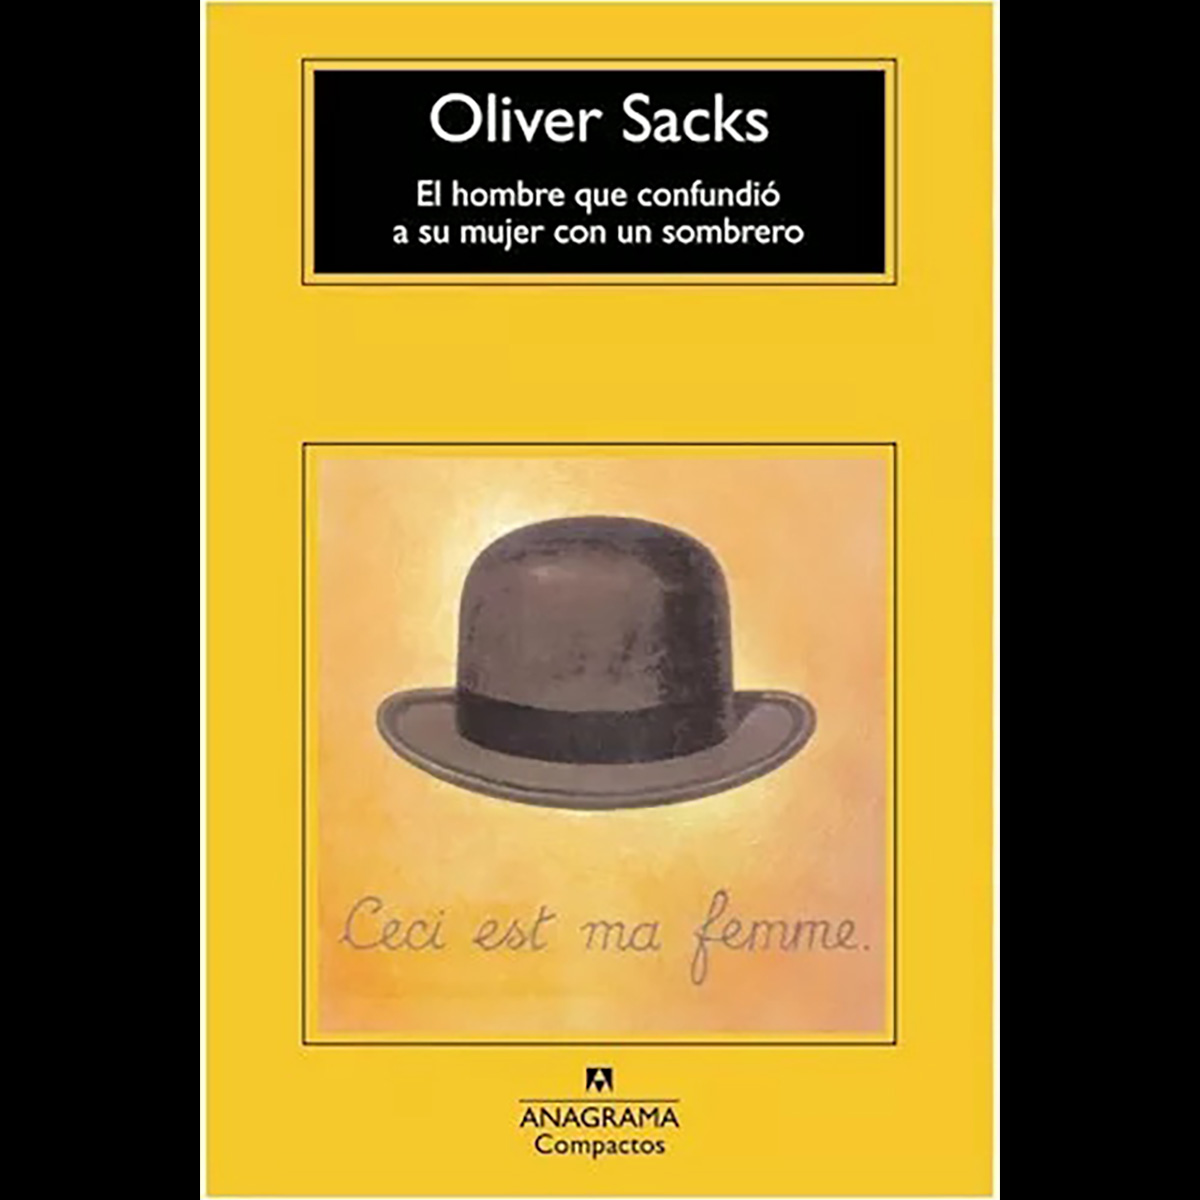 Oliver Sacks
El hombre que confundió
a su mujer con un sombrero
Ceci est ma femme.
ANAGRAMA
Compactos